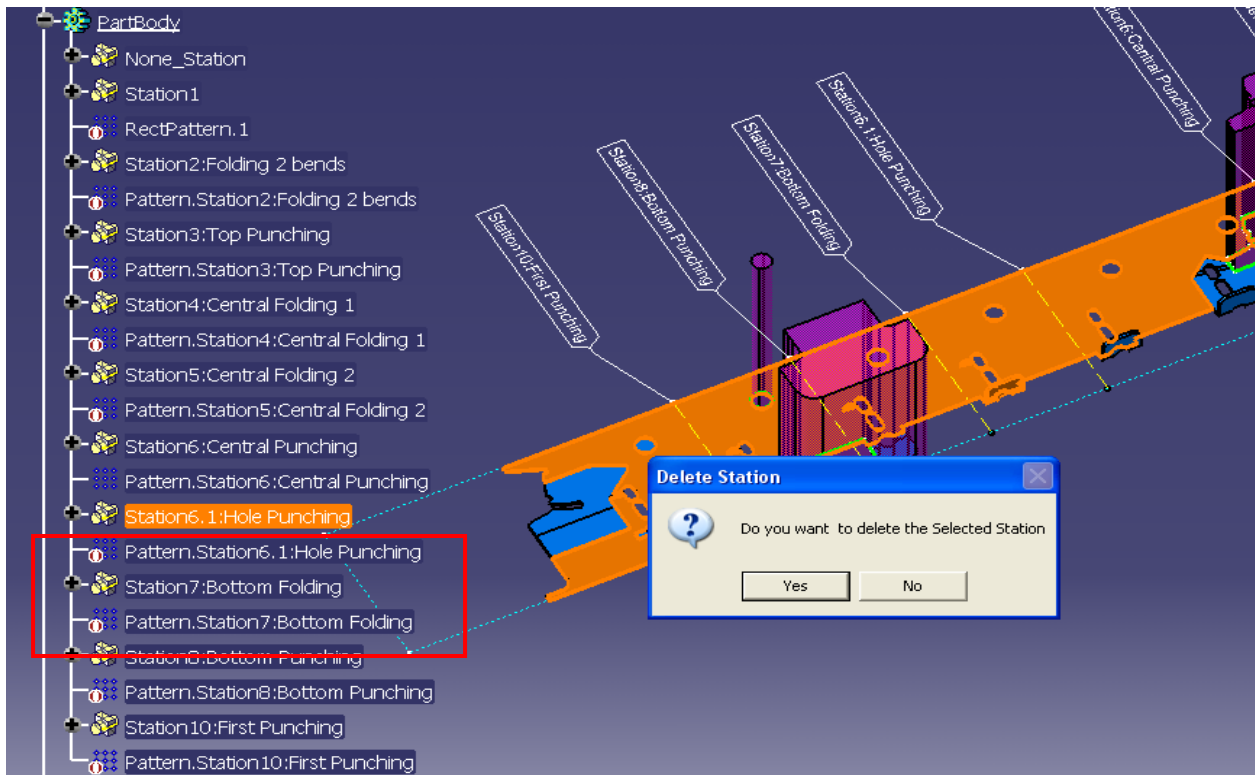 PartBody
None_Station
Station1
RectPattern.1
Station2:Folding 2 bends
Pattern.Station2:Folding 2 bends
Station3:Top Punching
Pattern.Station3:Top Punching
Station4:Central Folding 1
Pattern.Station4:Central Folding 1
Station5:Central Folding 2
Pattern.Station5:Central Folding 2
Station6:Central Punching
Pattern.Station6:Central Punching
Station6.1:Hole Punching
Pattern.Station6.1:Hole Punching
Station7:Bottom Folding
Pattern.Station7:Bottom Folding
Station8:Bottom Punching
Pattern.Station8:Bottom Punching
Station10:First Punching
Pattern.Station10:First Punching
Station10:First Punching
Station8:Bottom Punching
Station7:Bottom Folding
Station6.1:Hole Punching
Station6:Central Punching
Delete Station
Do you want to delete the Selected Station
Yes
No